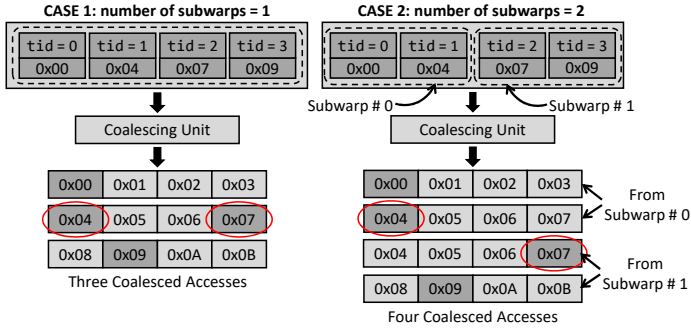 CASE 1: number of subwarps = 1
tid = 0 tid = 1 tid = 2 tid = 3
0x00 0x04 0x07 0x09
Coalescing Unit
0x00 0x01 0x02 0x03
0x04 0x05 0x06 0x07
0x08 0x09 0x0A 0x0B
Three Coalesced Accesses
CASE 2: number of subwarps = 2
tid = 0 tid = 1 tid = 2 tid = 3
0x00 0x04 0x07 0x09
Subwarp # 0 Subwarp # 1
Coalescing Unit
0x00 0x01 0x02 0x03
0x04 0x05 0x06 0x07
From
Subwarp # 0
0x04 0x05 0x06 0x07
0x08 0x09 0x0A 0x0B
From
Subwarp # 1
Four Coalesced Accesses